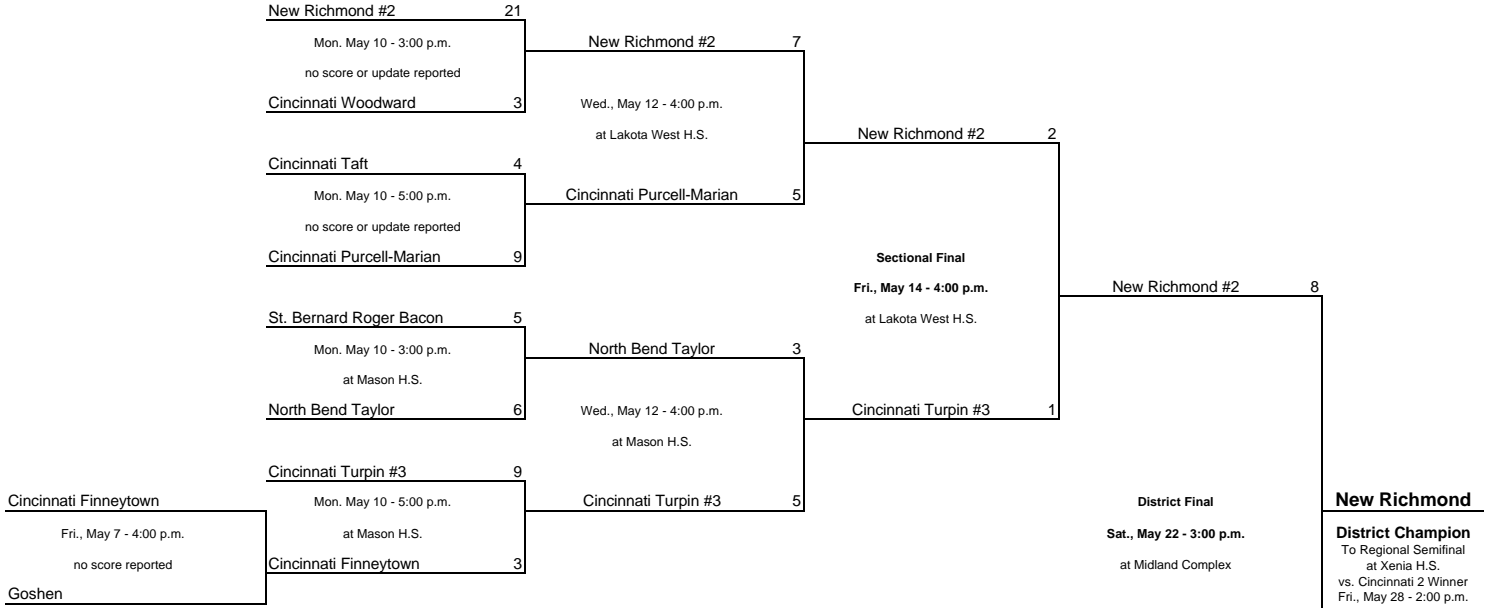 New Richmond #2 21
Mon. May 10 - 3:00 p.m.
no score or update reported
Cincinnati Woodward 3
Cincinnati Taft 4
Mon. May 10 - 5:00 p.m.
no score or update reported
Cincinnati Purcell-Marian 9
St. Bernard Roger Bacon 5
Mon. May 10 - 3:00 p.m.
at Mason H.S.
North Bend Taylor 6
Cincinnati Turpin #3 9
Mon. May 10 - 5:00 p.m.
at Mason H.S.
Cincinnati Finneytown 3
Cincinnati Finneytown
Fri., May 7 - 4:00 p.m.
no score reported
Goshen
New Richmond #2 7
Wed., May 12 - 4:00 p.m.
at Lakota West H.S.
Cincinnati Purcell-Marian 5
North Bend Taylor 3
Wed., May 12 - 4:00 p.m.
at Mason H.S.
Cincinnati Turpin #3 5
New Richmond #2 2
Sectional Final
Fri., May 14 - 4:00 p.m.
at Lakota West H.S.
Cincinnati Turpin #3 1
New Richmond #2 8
District Final
Sat., May 22 - 3:00 p.m.
at Midland Complex
New Richmond
District Champion
To Regional Semifinal
at Xenia H.S.
vs. Cincinnati 2 Winner
Fri., May 28 - 2:00 p.m.